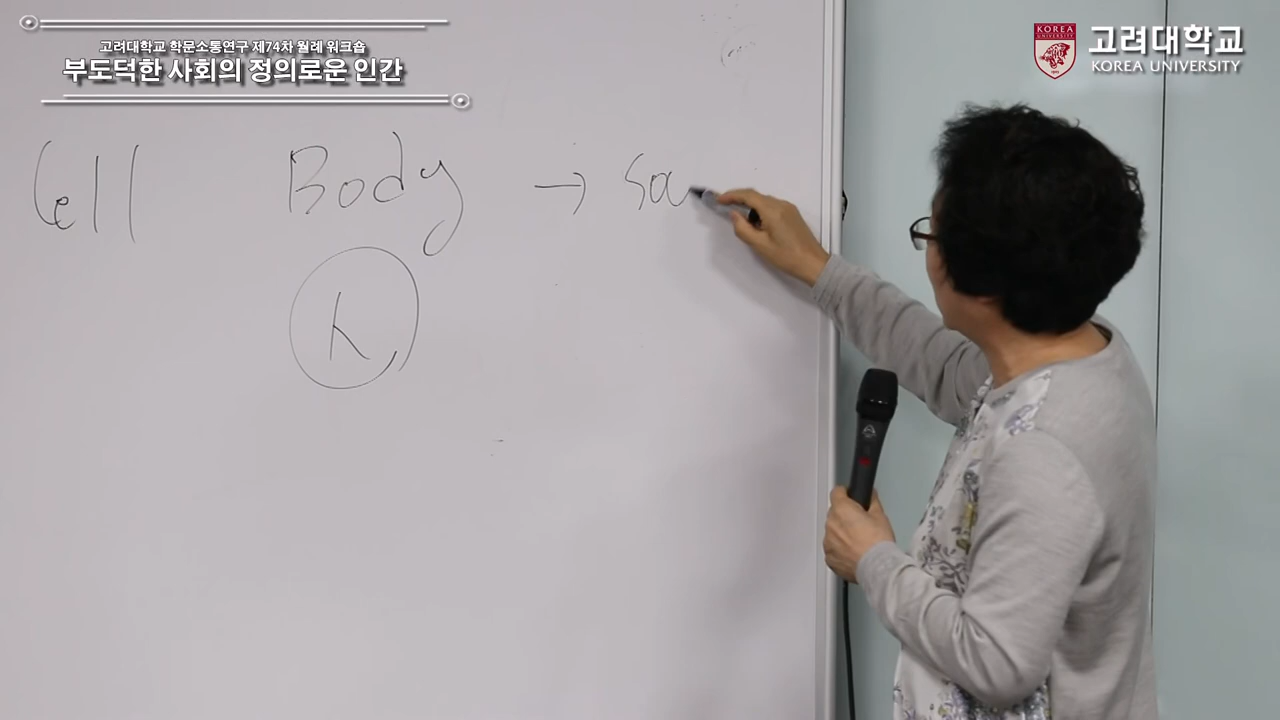 고려대학교 학문소통연구 제74차 월례 워크숍
부도덕한 사회의 정의로운 인간
KOREA
고려대학교
KOREA UNIVERSITY
Cell Body → So
K